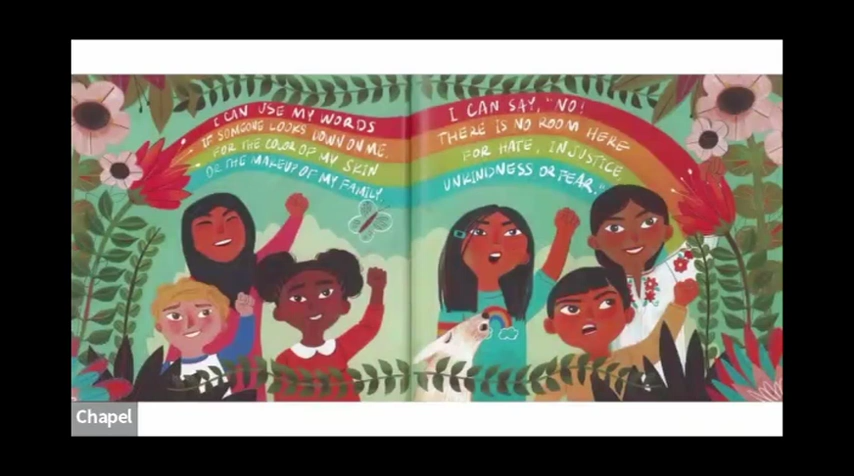 I CAN USE MY WORDS
IF SOMEONE LOOKS DOWN ON ME.
FOR THE COLOR OF MY SKIN
OR THE MAKEUP OF MY FAMILY.
I CAN SAY, "NO!
THERE IS NO ROOM HERE
FOR HATE, INJUSTICE
UNKINDNESS OR FEAR."
Chapel